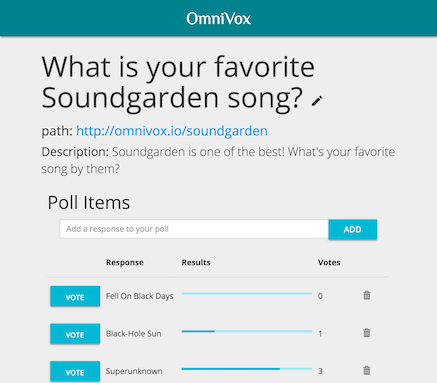 OmniVox
What is your favorite
Soundgarden song?
path: http://omnivox.io/soundgarden
Description: Soundgarden is one of the best! What's your favorite
song by them?
Poll Items
Add a response to your poll ADD
Response Results Votes
VOTE Fell On Black Days 0
VOTE Black-Hole Sun 1
VOTE Superunknown 3